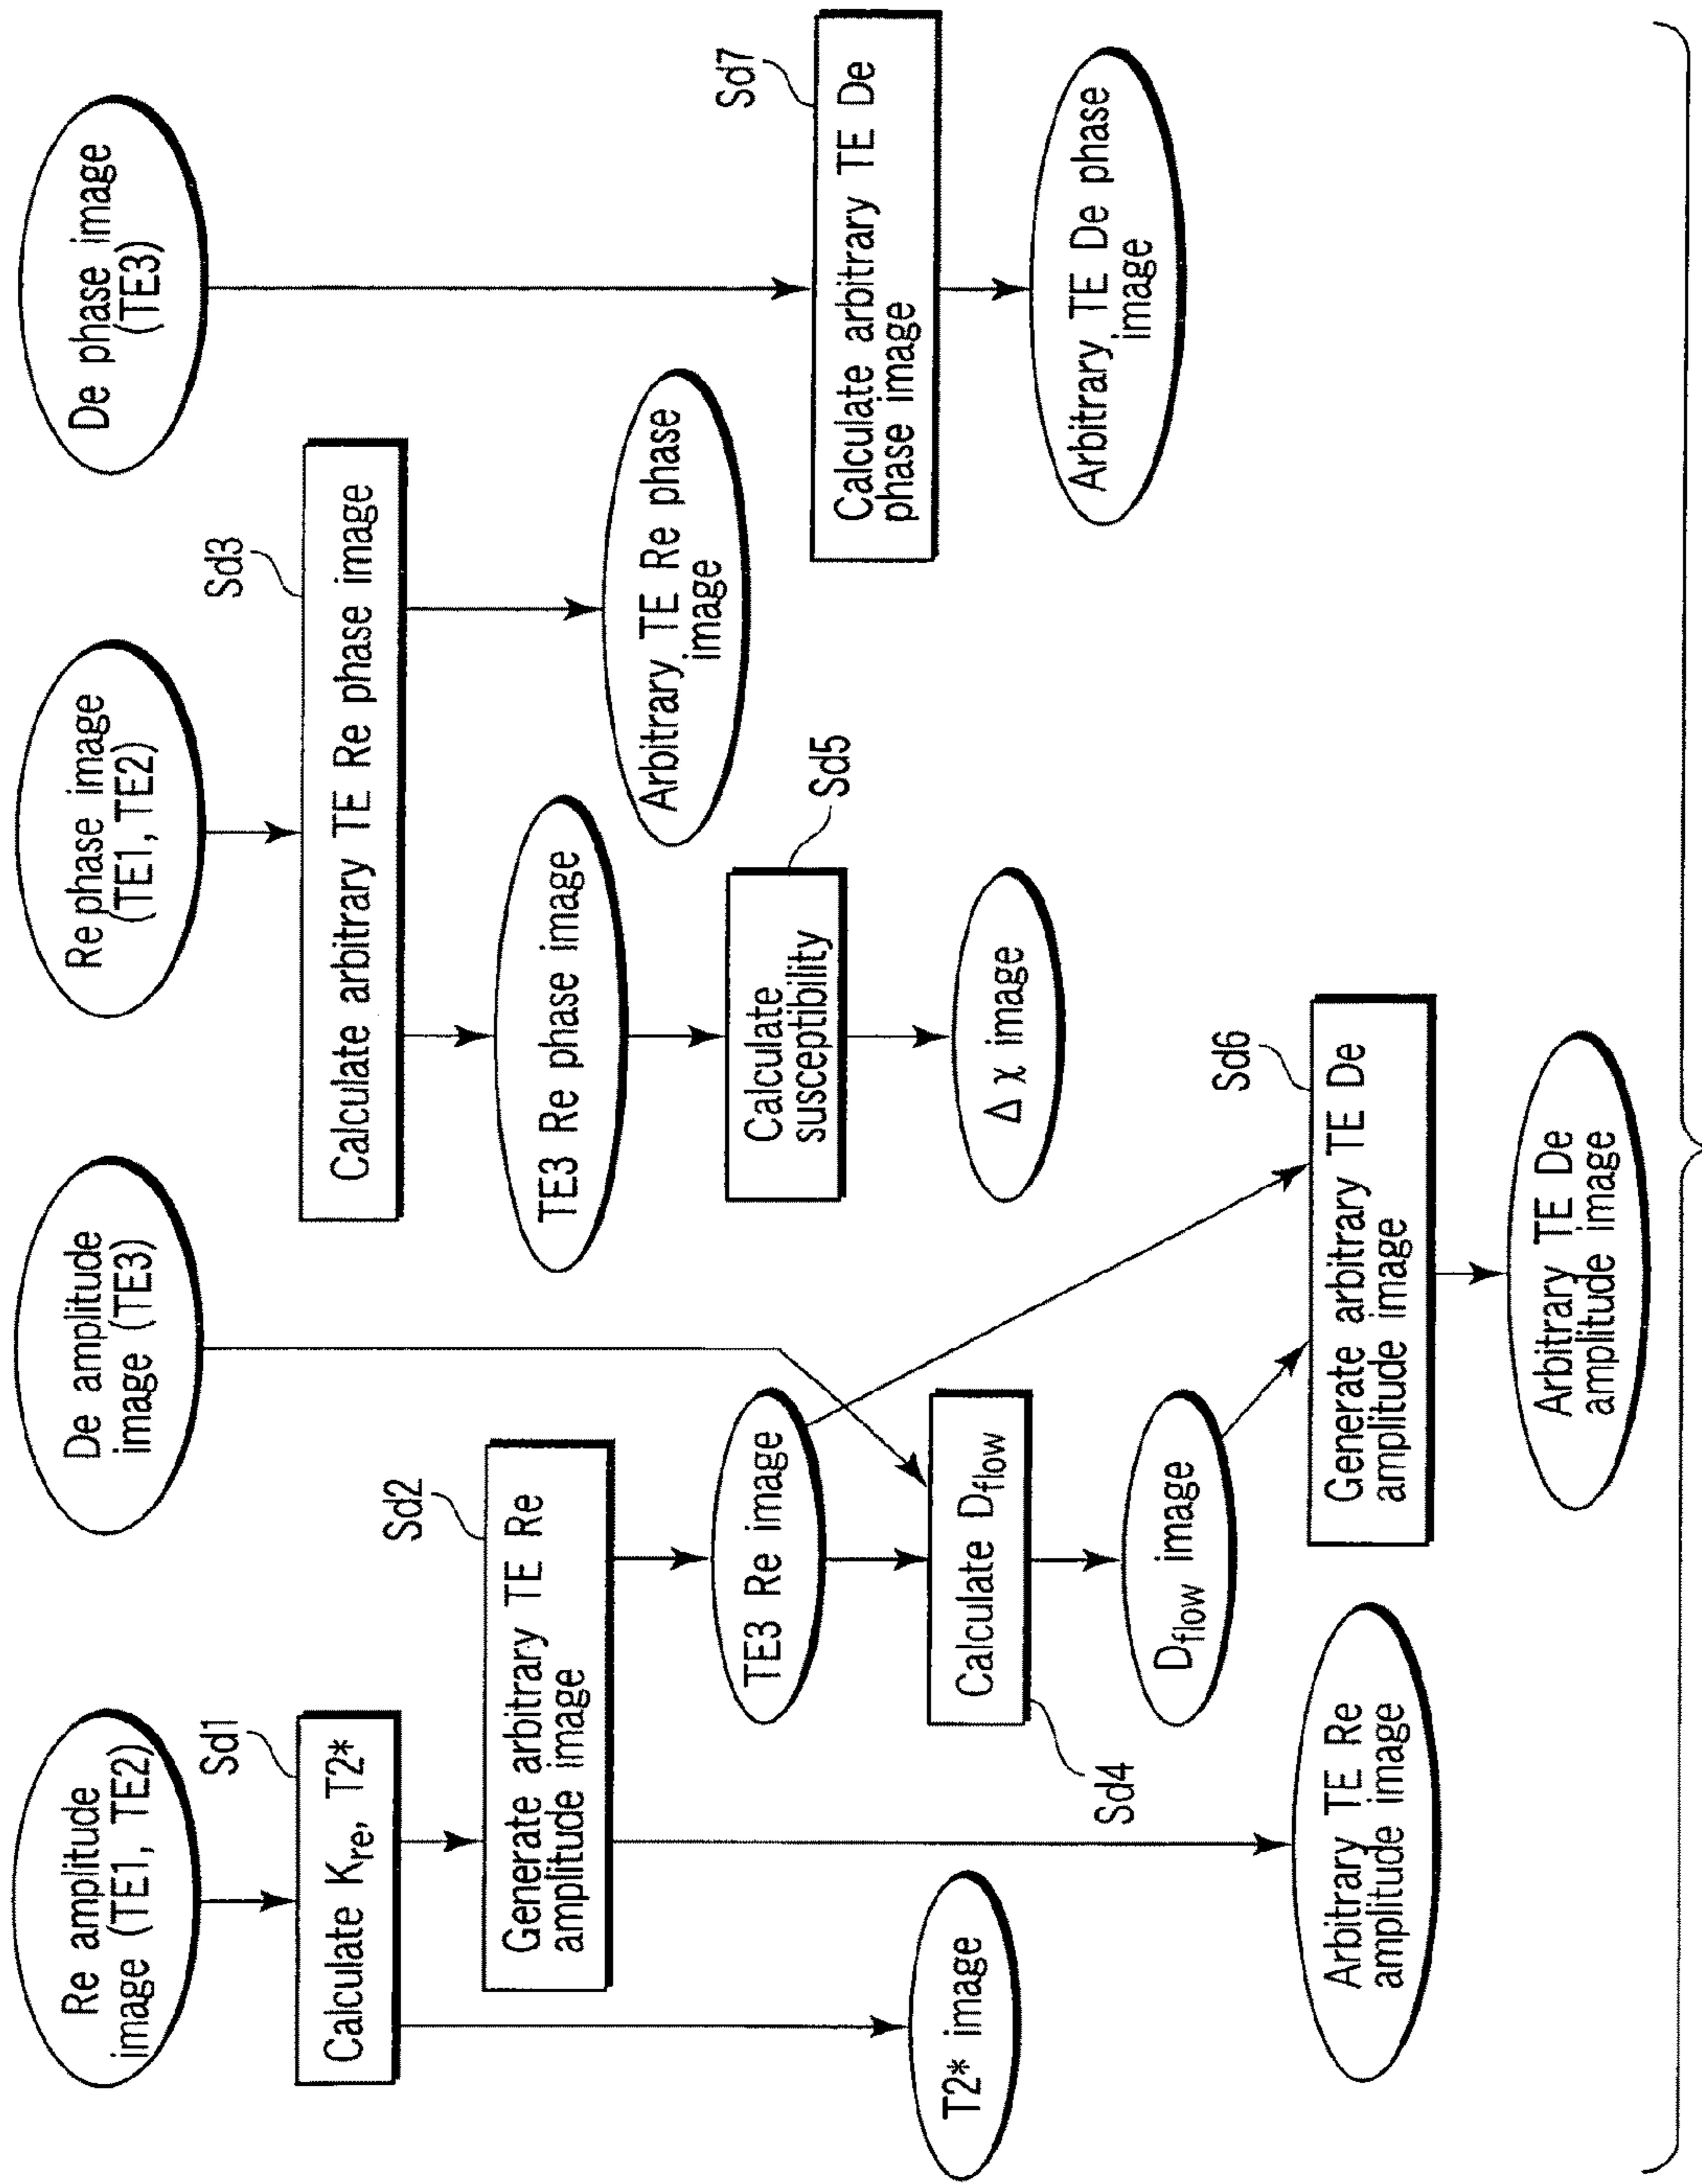 Re amplitude
image (TE1, TE2)
De amplitude
image (TE3)
Re phase image
(TE1, TE2)
De phase image
(TE3)
Sd1
Calculate Kre, T2*
Sd3
Calculate arbitrary TE Re phase image
Sd2
Generate arbitrary TE Re
amplitude image
TE3 Re phase image
Arbitrary TE Re phase
image
TE3 Re image
Calculate
susceptibility
Sd5
Sd7
Calculate arbitrary TE De
phase image
T2* image
Calculate Dflow
Sd4
Δχ image
Arbitrary TE De phase
image
Dflow image
Arbitrary TE Re
amplitude image
Sd6
Generate arbitrary TE De
amplitude image
Arbitrary TE De
amplitude image